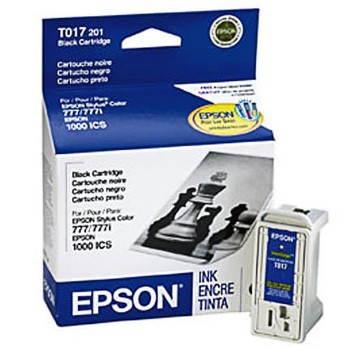 T017 201
Black Cartridge
Cartouche noire
Cartucho negro
Cartucho preto
For / Pour / Para:
EPSON Stylus Color
777/777i
EPSON
1000 ICS
EPSON
Black Cartridge
Cartouche noire
Cartucho negro
Cartucho preto
For / Pour / Para:
EPSON Stylus Color
777/777i
EPSON
1000 ICS
EPSON
INK
ENCRE
TINTA
EPSON
T017